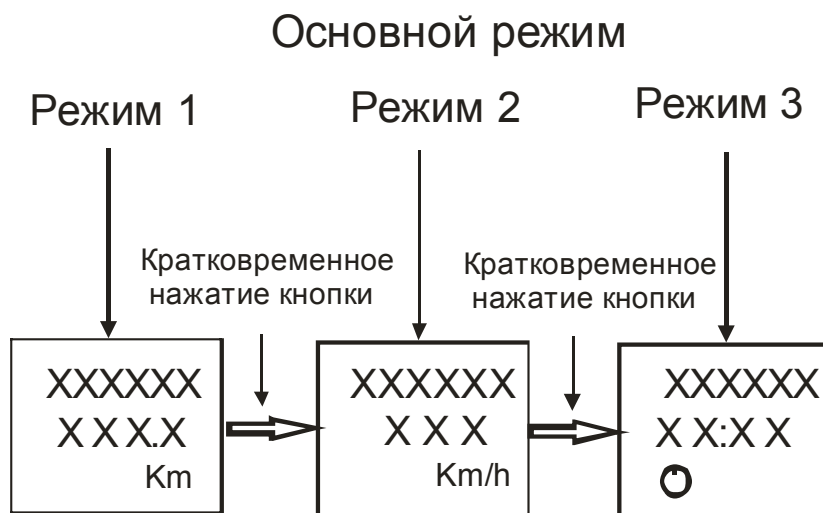 Основной режим
Режим 1
Режим 2
Режим 3
Кратковременное
нажатие кнопки
Кратковременное
нажатие кнопки
XXXXXX
X X X.X
Km
XXXXXX
X X X
Km/h
XXXXXX
X X:X X